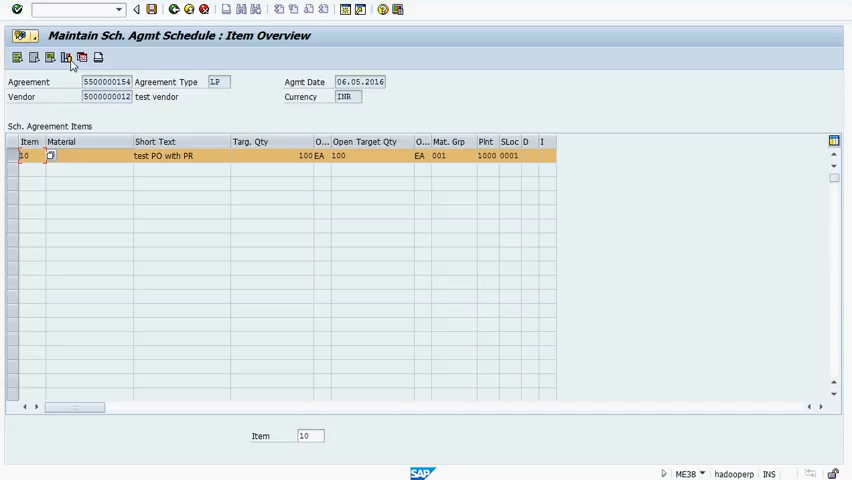 Maintain Sch. Agmt Schedule : Item Overview
Agreement 5500000154 Agreement Type LP Agmt Date 06.05.2016
Vendor 5000000012 test vendor Currency INR
Sch. Agreement Items
Item Material Short Text Targ. Qty O... Open Target Qty O... Mat. Grp Plnt SLoc D I
10 test PO with PR 100 EA 100 EA 001 1000 0001
Item 10
SAP ME38 hadooperp INS